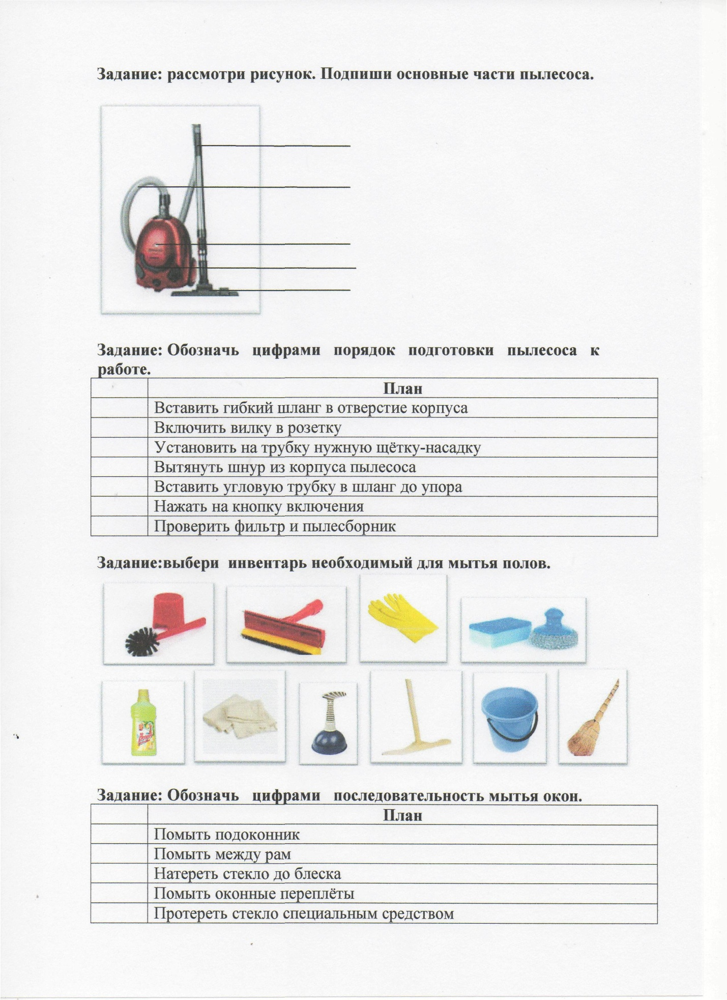 Задание: рассмотри рисунок. Подпиши основные части пылесоса.
Задание: Обозначь цифрами порядок подготовки пылесоса к
работе.
План
Вставить гибкий шланг в отверстие корпуса
Включить вилку в розетку
Установить на трубку нужную щётку-насадку
Вытянуть шнур из корпуса пылесоса
Вставить угловую трубку в шланг до упора
Нажать на кнопку включения
Проверить фильтр и пылесборник
Задание:выбери инвентарь необходимый для мытья полов.
Proper
Задание: Обозначь цифрами последовательность мытья окон.
План
Помыть подоконник
Помыть между рам
Натереть стекло до блеска
Помыть оконные переплёты
Протереть стекло специальным средством